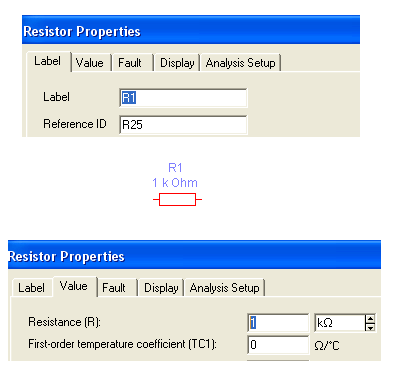 Resistor Properties
Label Value Fault Display Analysis Setup
Label R1
Reference ID R25
R1
1 k Ohm
Resistor Properties
Label Value Fault Display Analysis Setup
Resistance (R): 1 kΩ
First-order temperature coefficient (TC1): 0 Ω/°C